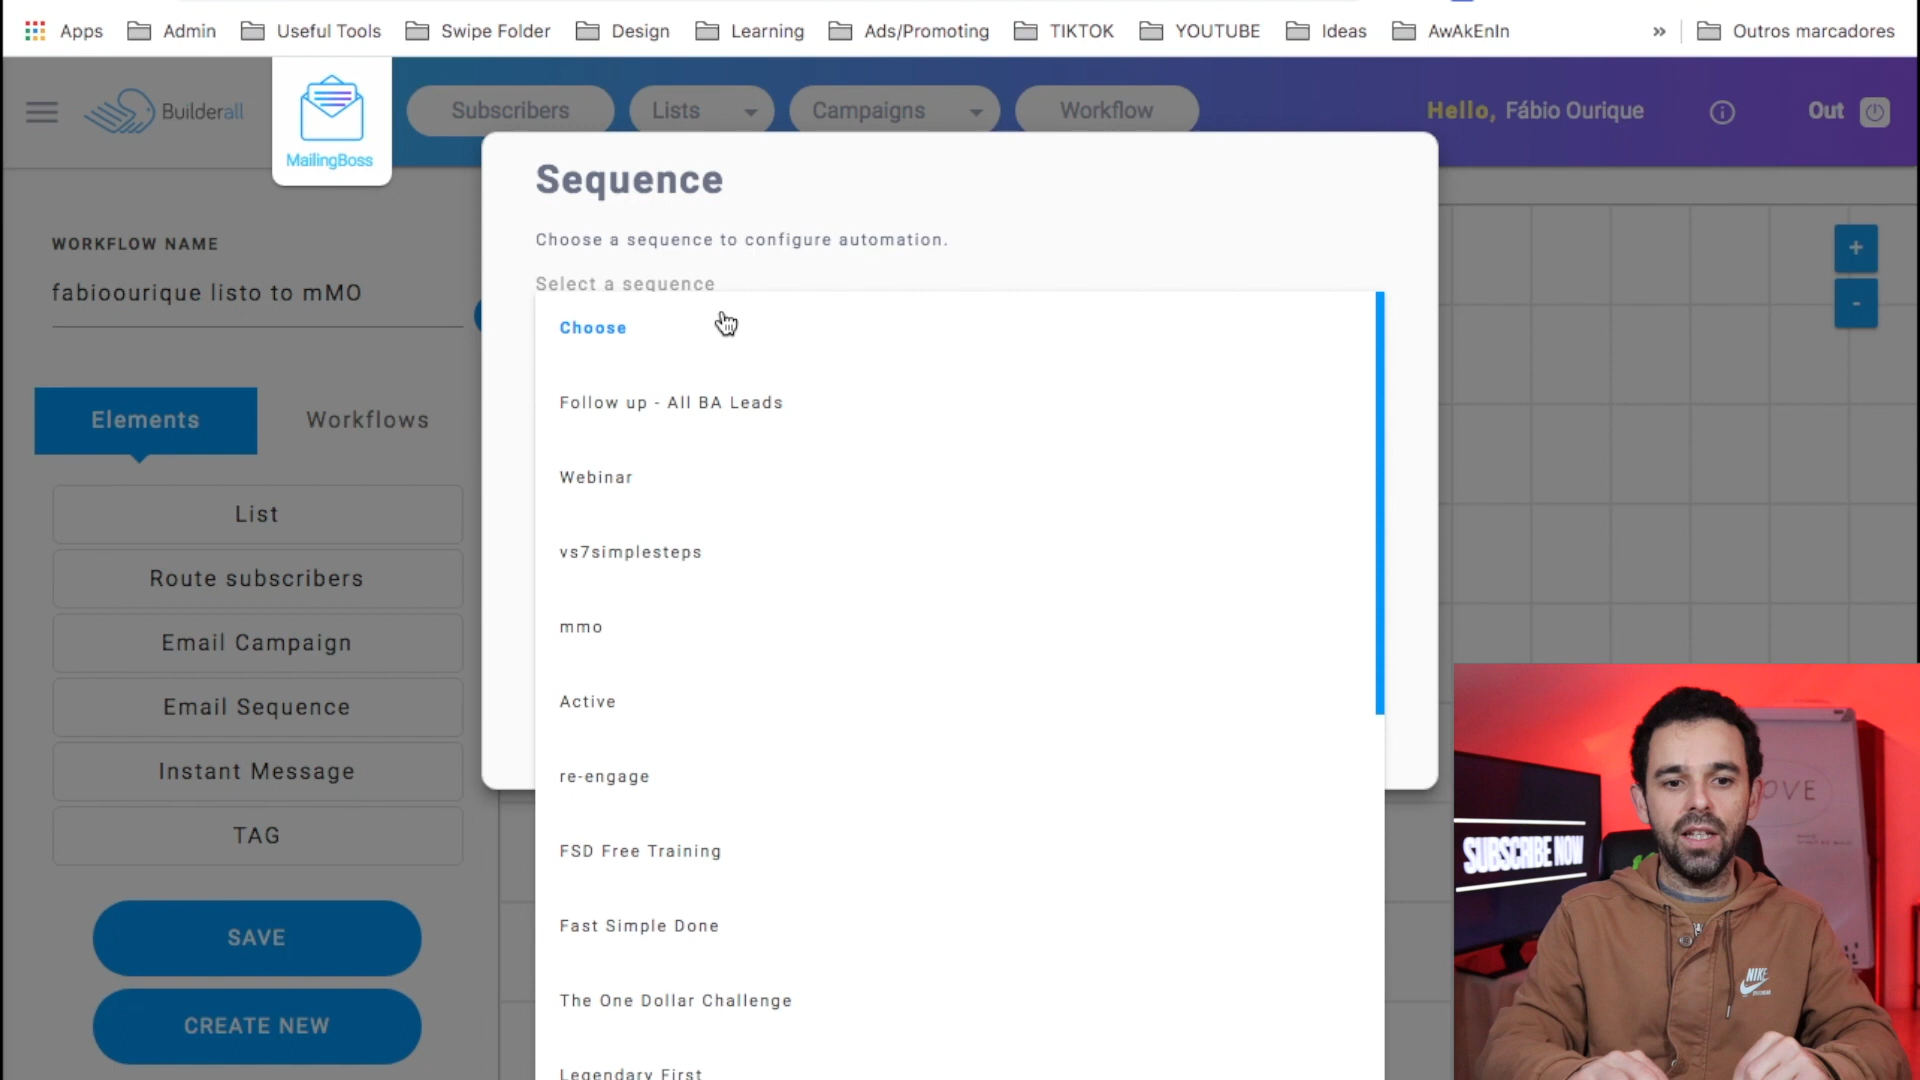 Apps Admin Useful Tools Swipe Folder Design Learning Ads/Promoting TIKTOK YOUTUBE Ideas AwAkEnIn » Outros marcadores
Builderall
MailingBoss
Subscribers Lists Campaigns Workflow
Hello, Fábio Ourique
Out
WORKFLOW NAME
fabioourique listo to mMO
Elements Workflows
List
Route subscribers
Email Campaign
Email Sequence
Instant Message
TAG
SAVE
CREATE NEW
Sequence
Choose a sequence to configure automation.
Select a sequence
Choose
Follow up - All BA Leads
Webinar
vs7simplesteps
mmo
Active
re-engage
FSD Free Training
Fast Simple Done
The One Dollar Challenge
Legendary First
+
-
SUBSCRIBE NOW
OVE
NIKE